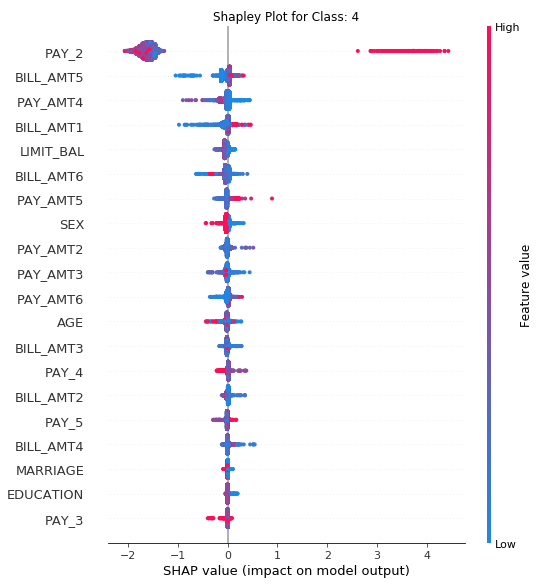 Shapley Plot for Class: 4
High
PAY_2
BILL_AMT5
PAY_AMT4
BILL_AMT1
LIMIT_BAL
BILL_AMT6
PAY_AMT5
SEX
PAY_AMT2
PAY_AMT3
PAY_AMT6
AGE
BILL_AMT3
PAY_4
BILL_AMT2
PAY_5
BILL_AMT4
MARRIAGE
EDUCATION
PAY_3
Feature value
Low
−2 −1 0 1 2 3 4
SHAP value (impact on model output)